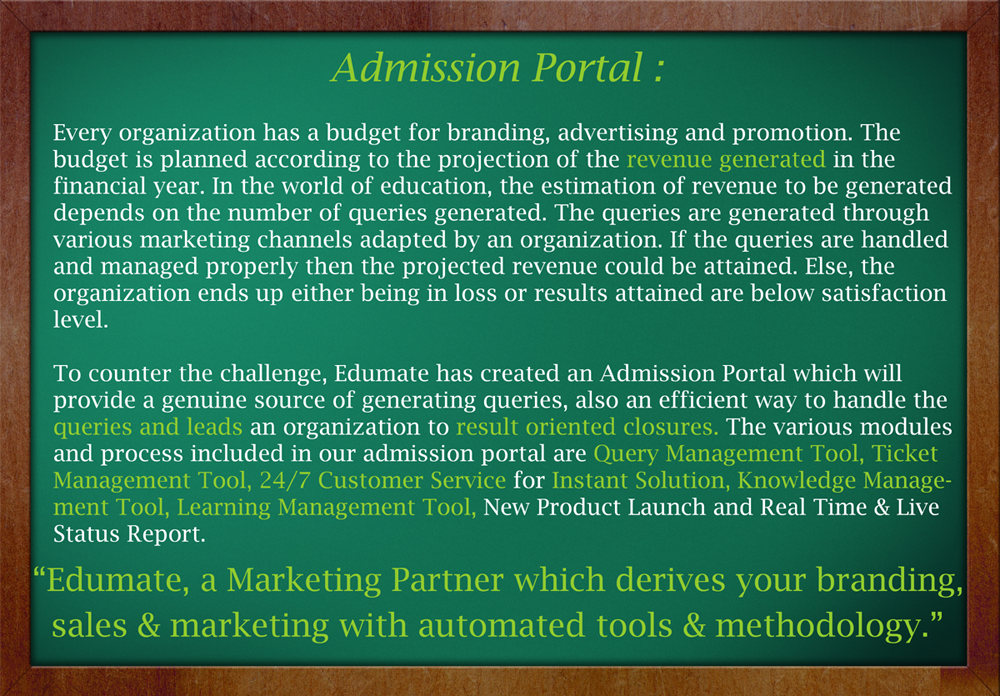 Admission Portal :
Every organization has a budget for branding, advertising and promotion. The
budget is planned according to the projection of the revenue generated in the
financial year. In the world of education, the estimation of revenue to be generated
depends on the number of queries generated. The queries are generated through
various marketing channels adapted by an organization. If the queries are handled
and managed properly then the projected revenue could be attained. Else, the
organization ends up either being in loss or results attained are below satisfaction
level.
To counter the challenge, Edumate has created an Admission Portal which will
provide a genuine source of generating queries, also an efficient way to handle the
queries and leads an organization to result oriented closures. The various modules
and process included in our admission portal are Query Management Tool, Ticket
Management Tool, 24/7 Customer Service for Instant Solution, Knowledge Manage-
ment Tool, Learning Management Tool, New Product Launch and Real Time & Live
Status Report.
“Edumate, a Marketing Partner which derives your branding,
sales & marketing with automated tools & methodology.”